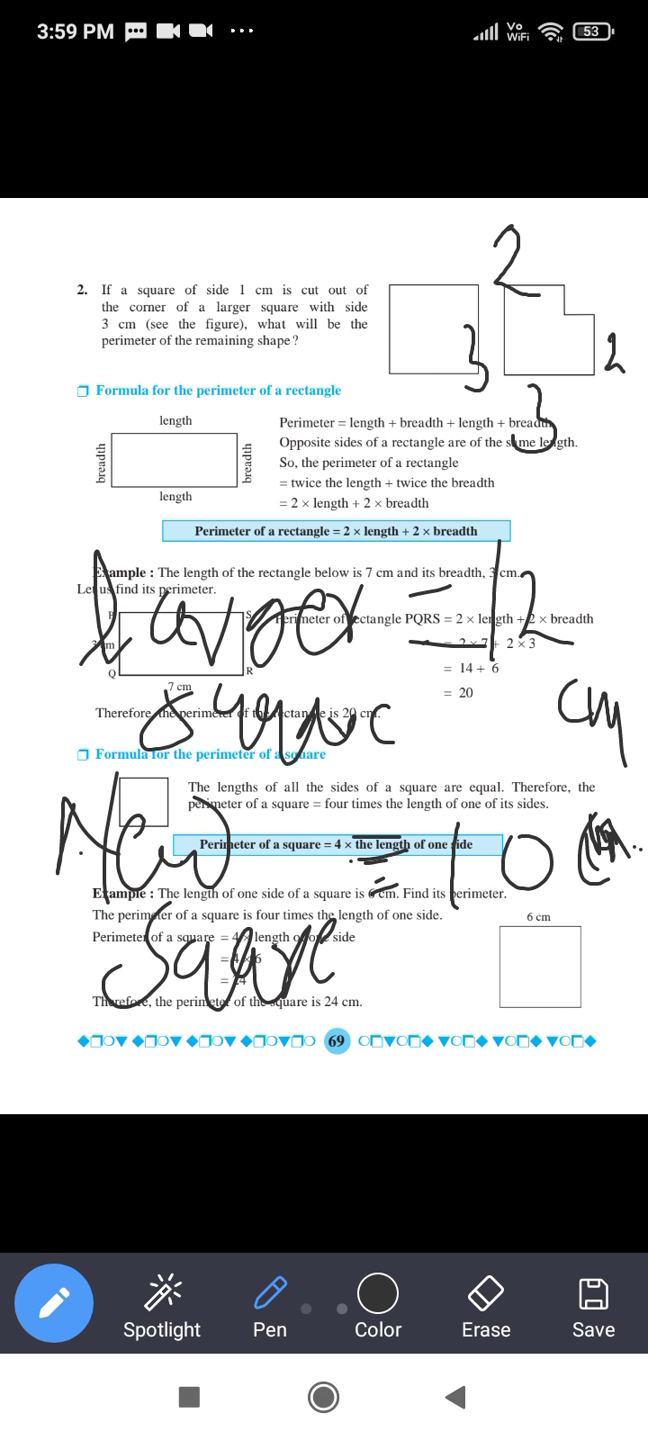 3:59 PM
Vo
WiFi
53
2
2. If a square of side 1 cm is cut out of
the corner of a larger square with side
3 cm (see the figure), what will be the
perimeter of the remaining shape?
3
2
3
Formula for the perimeter of a rectangle
length
breadth
breadth
length
Perimeter = length + breadth + length + breadth
Opposite sides of a rectangle are of the same length.
So, the perimeter of a rectangle
= twice the length + twice the breadth
= 2 × length + 2 × breadth
Perimeter of a rectangle = 2 × length + 2 × breadth
Example : The length of the rectangle below is 7 cm and its breadth, 3 cm.
Let us find its perimeter.
P
S
3 cm
Q
R
7 cm
Perimeter of rectangle PQRS = 2 × length + 2 × breadth
= 2 × 7 + 2 × 3
= 14 + 6
= 20
Therefore, the perimeter of the rectangle is 20 cm.
= 12
cm
square
Formula for the perimeter of a square
The lengths of all the sides of a square are equal. Therefore, the
perimeter of a square = four times the length of one of its sides.
Perimeter of a square = 4 × the length of one side
New
= 10
square
Example : The length of one side of a square is 6 cm. Find its perimeter.
The perimeter of a square is four times the length of one side.
Perimeter of a square = 4 × length of one side
= 4 × 6
= 24
Therefore, the perimeter of the square is 24 cm.
6 cm
69
Spotlight
Pen
Color
Erase
Save